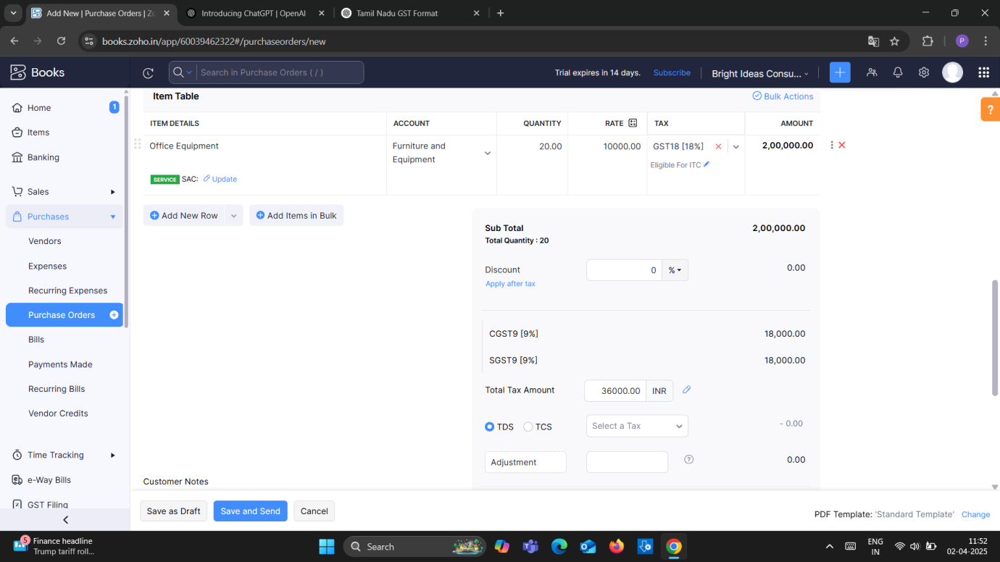 Add New | Purchase Orders | Zo
Introducing ChatGPT | OpenAI
Tamil Nadu GST Format
books.zoho.in/app/60039462322#/purchaseorders/new
P
Books
Search in Purchase Orders ( / )
Trial expires in 14 days.
Subscribe
Bright Ideas Consu...
Home
1
Items
Banking
Sales
Purchases
Vendors
Expenses
Recurring Expenses
Purchase Orders
Bills
Payments Made
Recurring Bills
Vendor Credits
Time Tracking
e-Way Bills
GST Filing
Item Table
Bulk Actions
ITEM DETAILS ACCOUNT QUANTITY RATE TAX AMOUNT
Office Equipment Furniture and Equipment 20.00 10000.00 GST18 [18%] 2,00,000.00
Eligible For ITC
SERVICE SAC: Update
Add New Row
Add Items in Bulk
Sub Total 2,00,000.00
Total Quantity : 20
Discount 0 % 0.00
Apply after tax
CGST9 [9%] 18,000.00
SGST9 [9%] 18,000.00
Total Tax Amount 36000.00 INR
TDS TCS Select a Tax - 0.00
Adjustment ? 0.00
Customer Notes
Save as Draft
Save and Send
Cancel
PDF Template: 'Standard Template' Change
?
5
Finance headline
Trump tariff roll...
Search
ENG
IN
11:52
02-04-2025